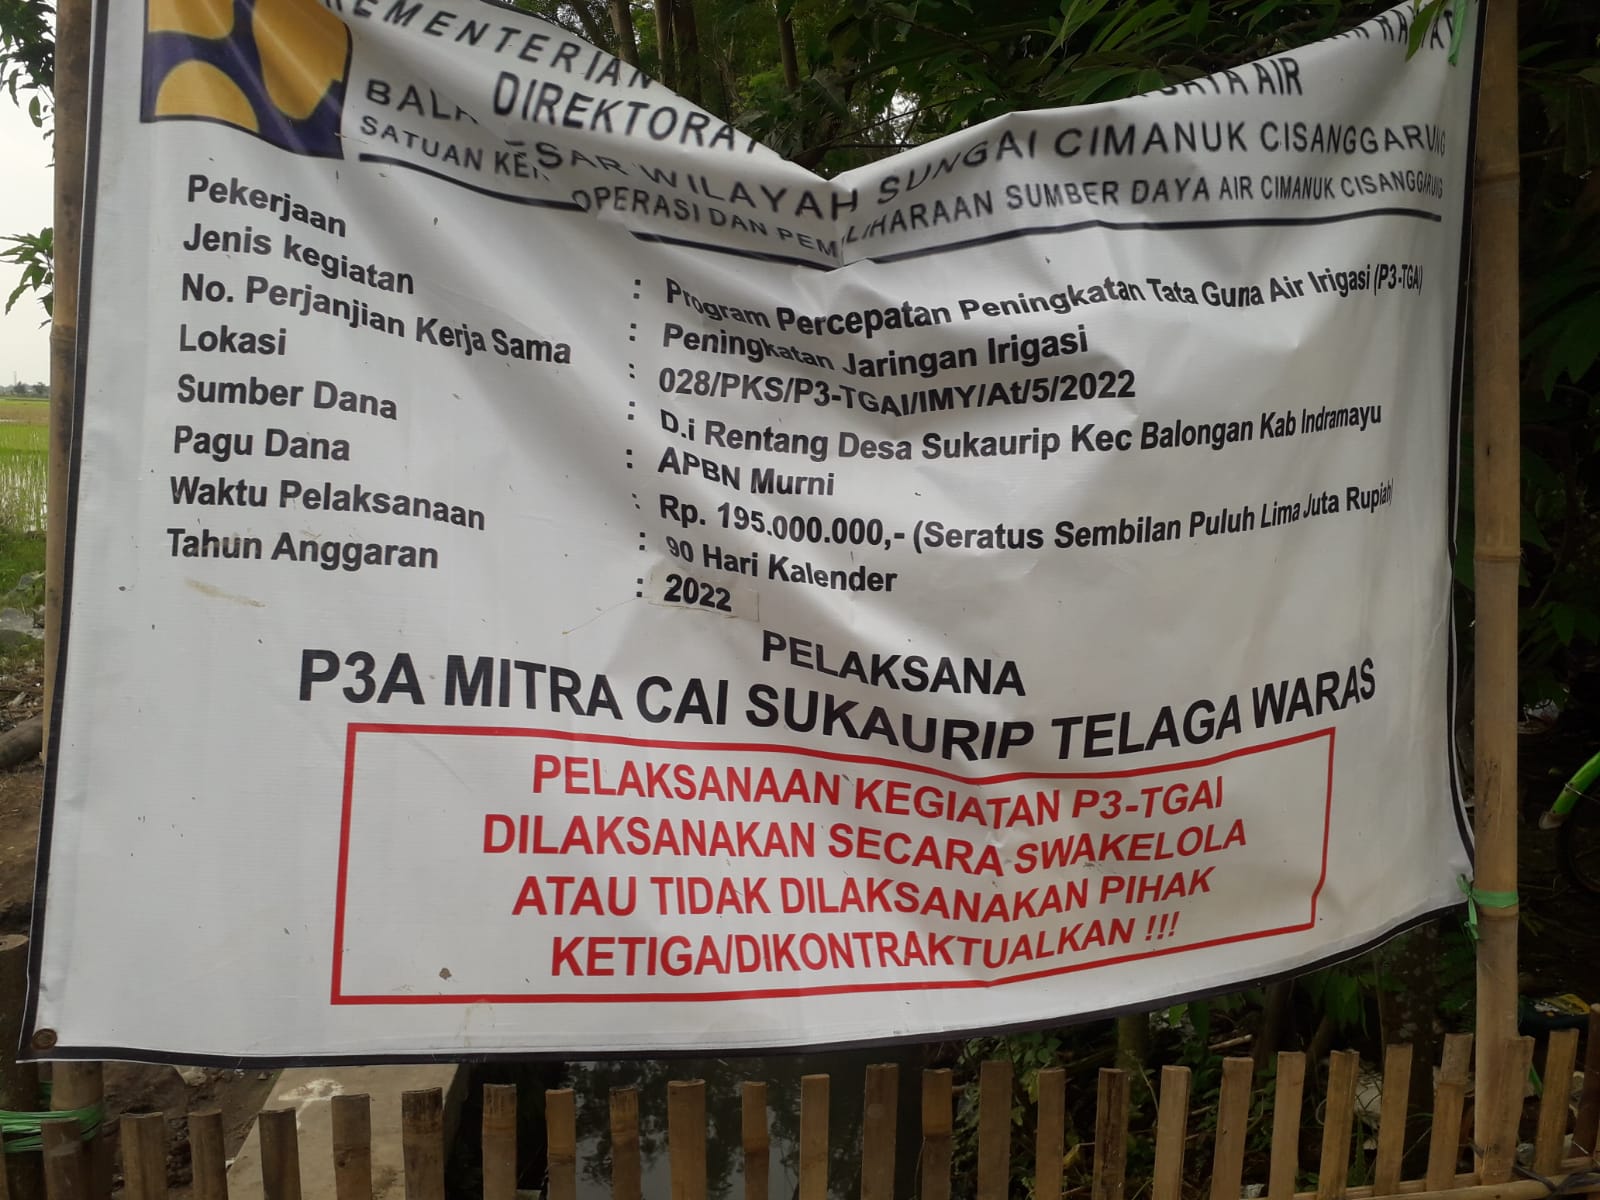 KEMENTERIAN
DIREKTORAT DAYA AIR
BALAI BESAR WILAYAH SUNGAI CIMANUK CISANGGARUNG
SATUAN KERJA OPERASI DAN PEMELIHARAAN SUMBER DAYA AIR CIMANUK CISANGGARUNG
Pekerjaan : Program Percepatan Peningkatan Tata Guna Air Irigasi (P3-TGAI)
Jenis kegiatan : Peningkatan Jaringan Irigasi
No. Perjanjian Kerja Sama : 028/PKS/P3-TGAI/IMY/At/5/2022
Lokasi : D.i Rentang Desa Sukaurip Kec Balongan Kab Indramayu
Sumber Dana : APBN Murni
Pagu Dana : Rp. 195.000.000,- (Seratus Sembilan Puluh Lima Juta Rupiah)
Waktu Pelaksanaan : 90 Hari Kalender
Tahun Anggaran : 2022
PELAKSANA
P3A MITRA CAI SUKAURIP TELAGA WARAS
PELAKSANAAN KEGIATAN P3-TGAI
DILAKSANAKAN SECARA SWAKELOLA
ATAU TIDAK DILAKSANAKAN PIHAK
KETIGA/DIKONTRAKTUALKAN !!!